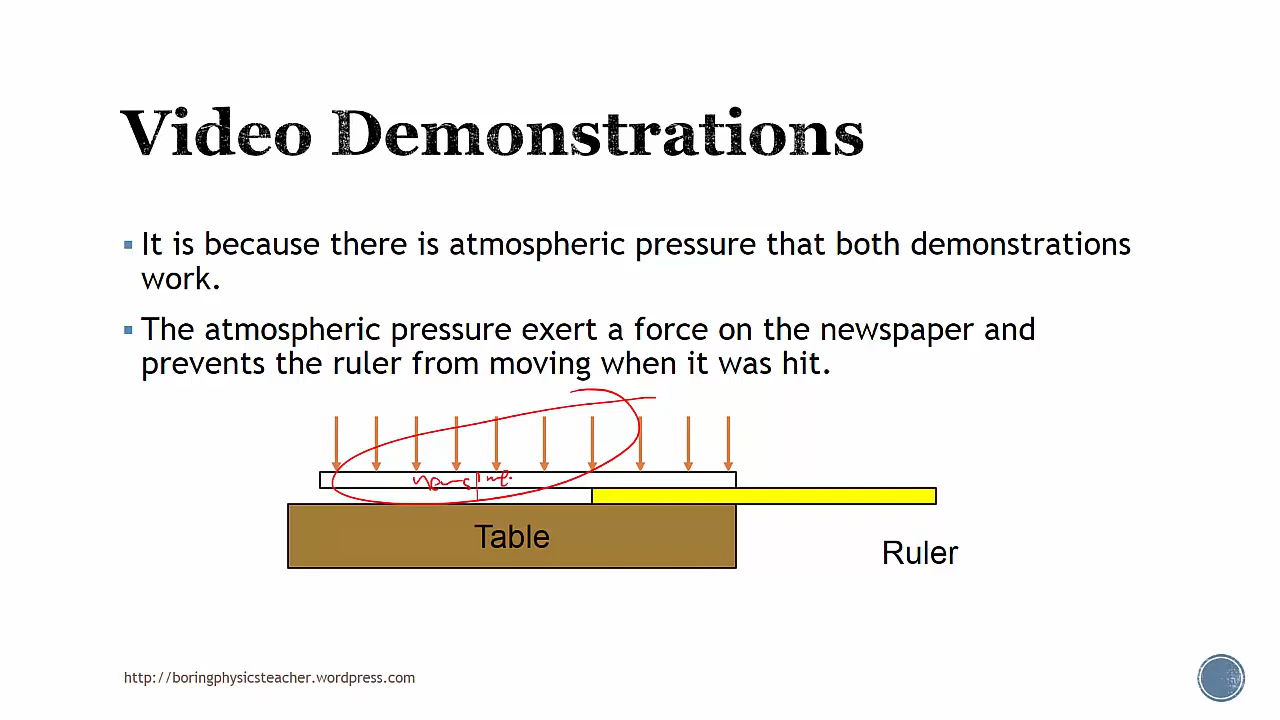 Video Demonstrations
It is because there is atmospheric pressure that both demonstrations
work.
The atmospheric pressure exert a force on the newspaper and
prevents the ruler from moving when it was hit.
Table
Ruler
http://boringphysicsteacher.wordpress.com